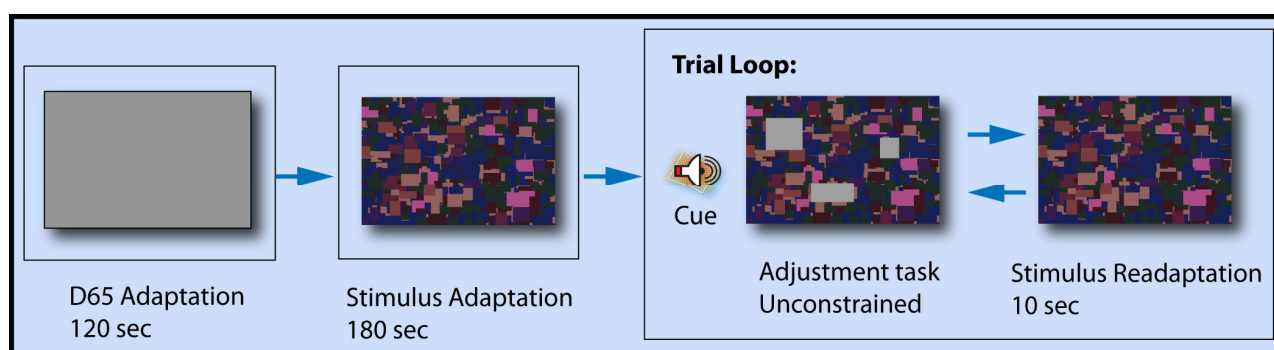 Trial Loop:
Cue
D65 Adaptation
120 sec
Stimulus Adaptation
180 sec
Adjustment task
Unconstrained
Stimulus Readaptation
10 sec